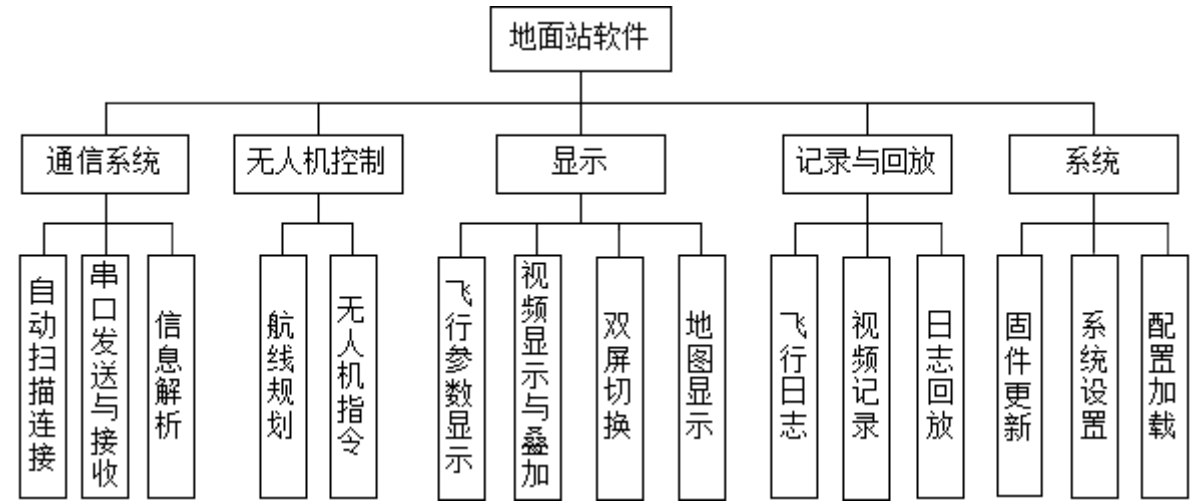 地面站软件
通信系统
无人机控制
显示
记录与回放
系统
自动扫描连接
串口发送与接收
信息解析
航线规划
无人机指令
飞行参数显示
视频显示与叠加
双屏切换
地图显示
飞行日志
视频记录
日志回放
固件更新
系统设置
配置加载